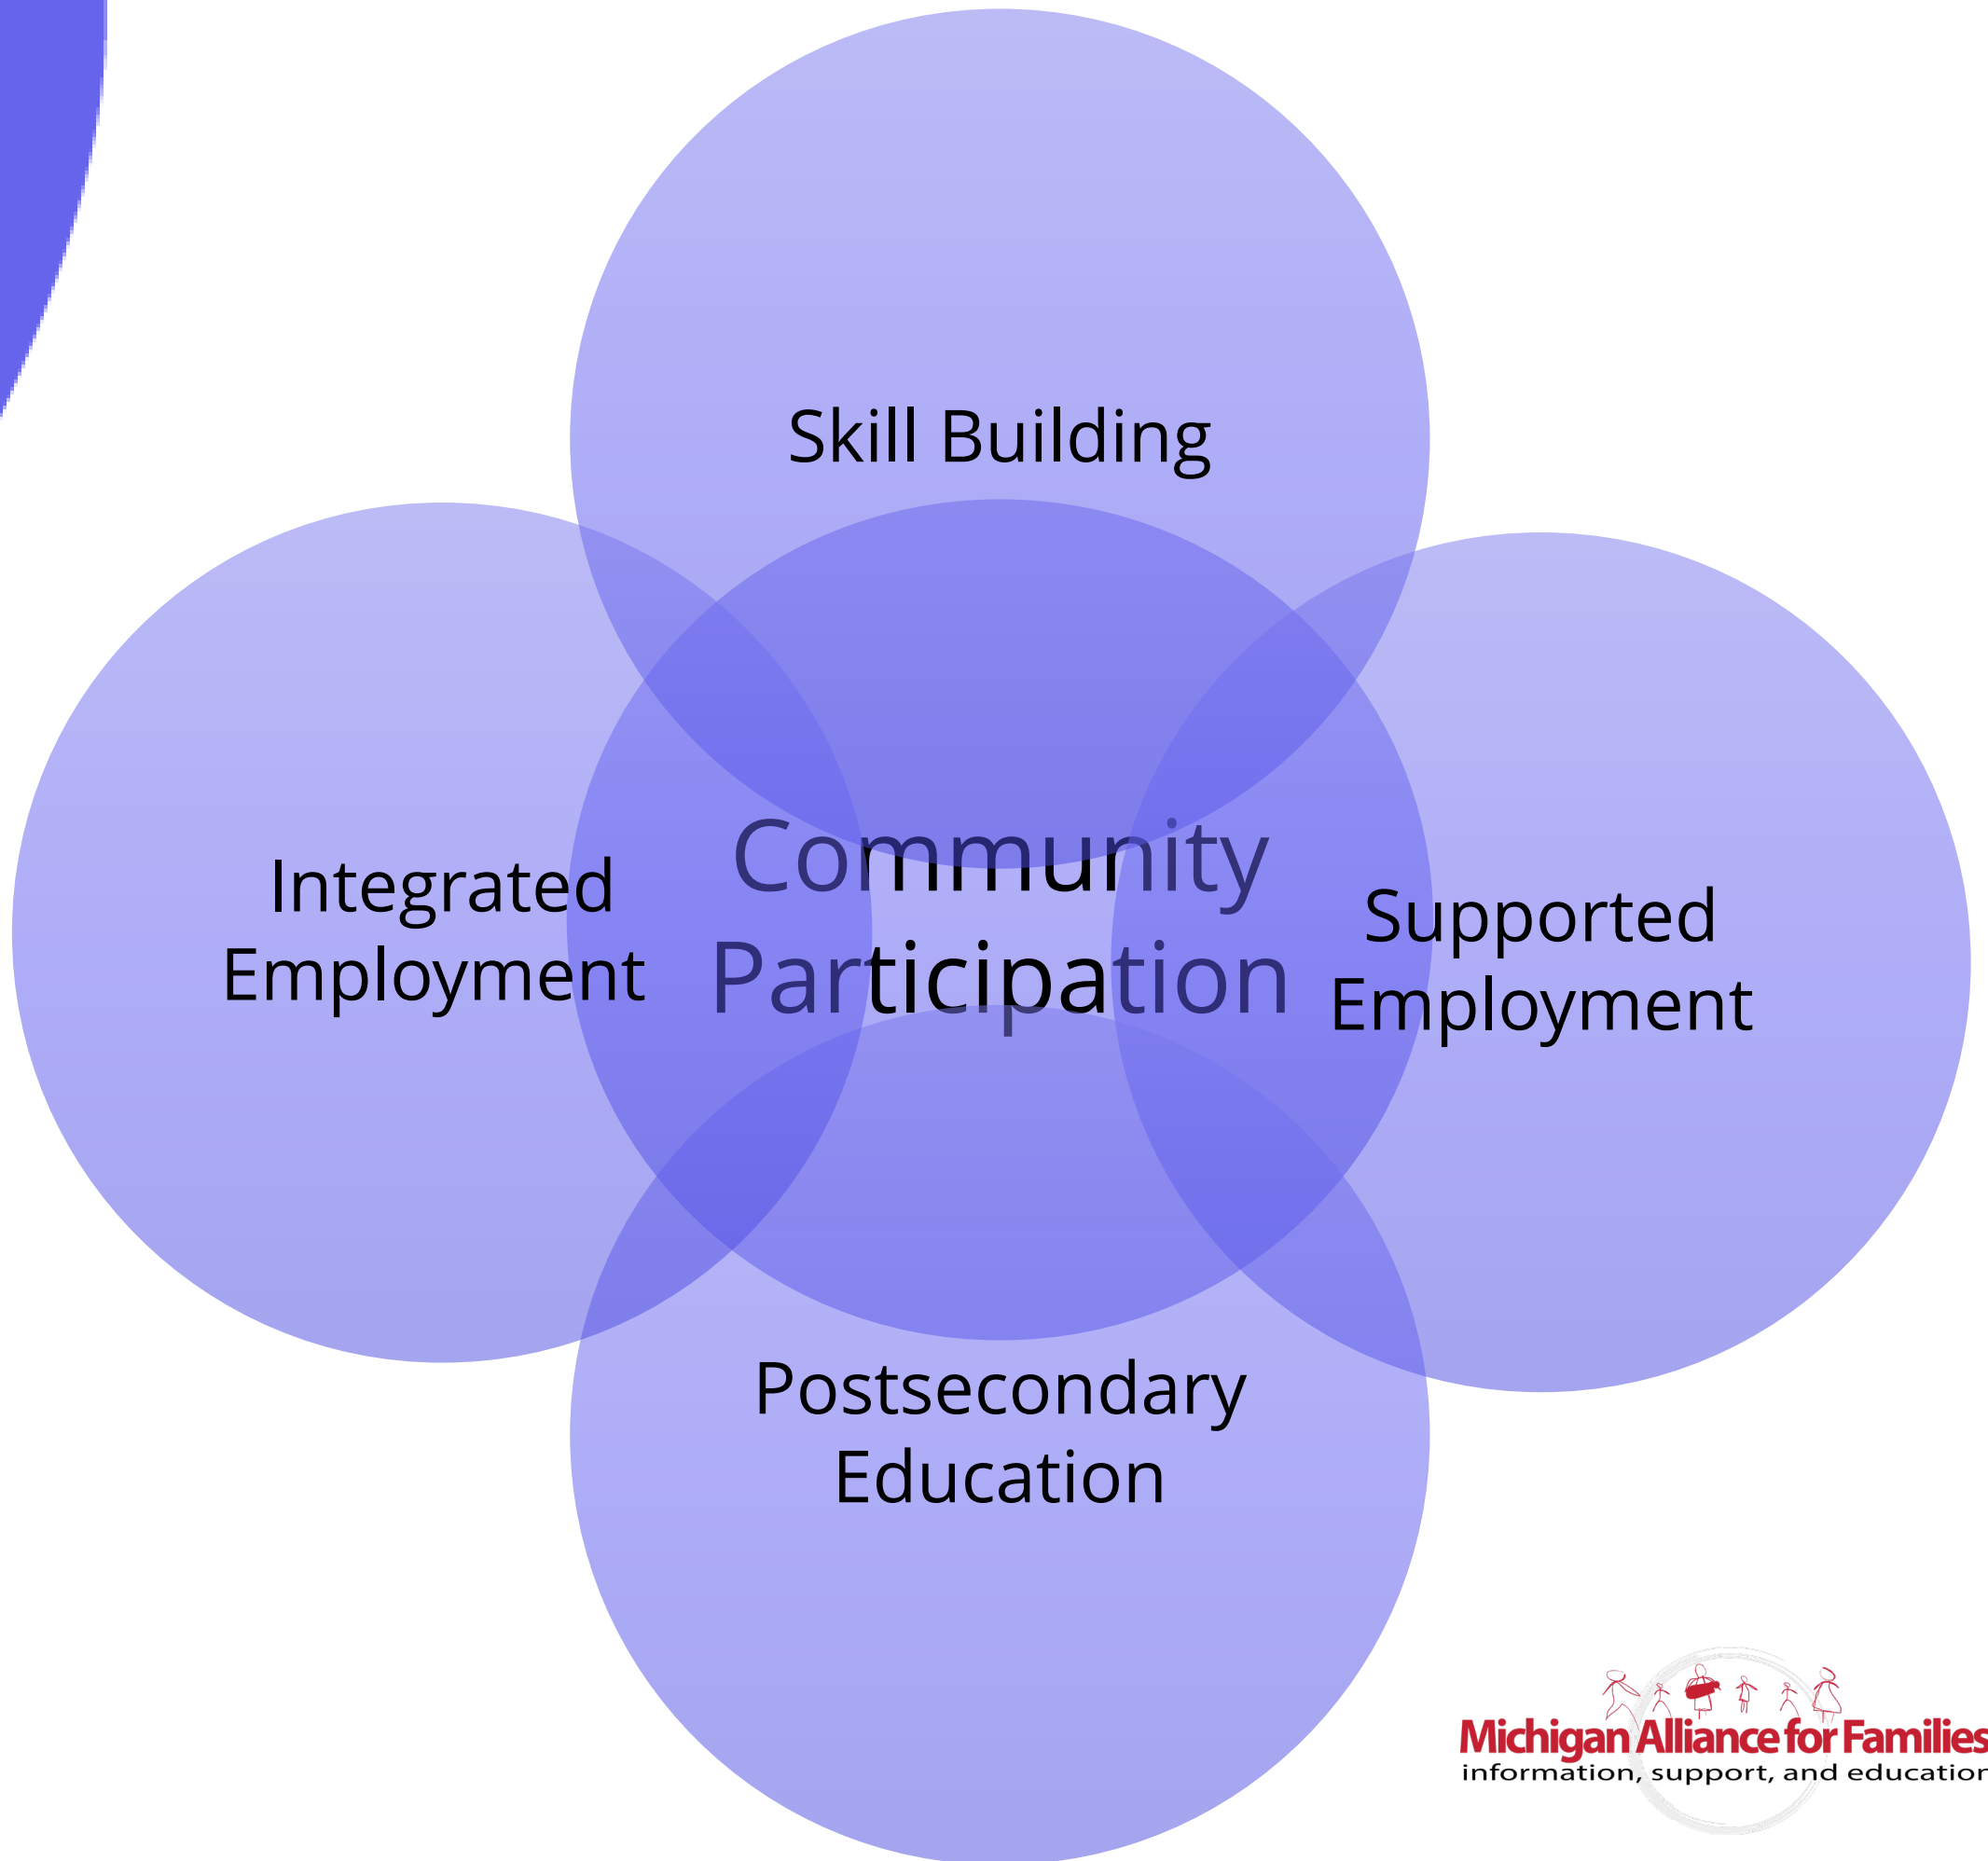 Skill Building
Community
Participation
Integrated
Employment
Supported
Employment
Postsecondary
Education
Michigan Alliance for Families
information, support, and education